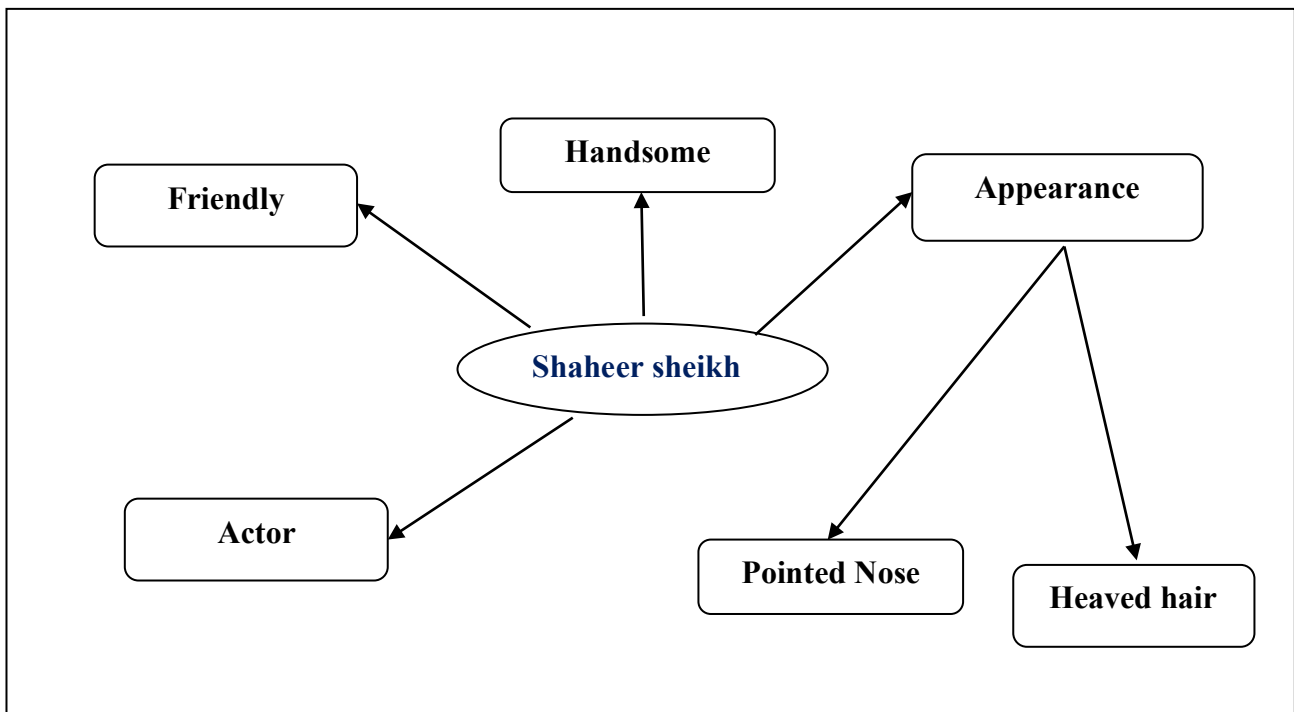 Handsome
Friendly
Appearance
Shaheer sheikh
Actor
Pointed Nose
Heaved hair